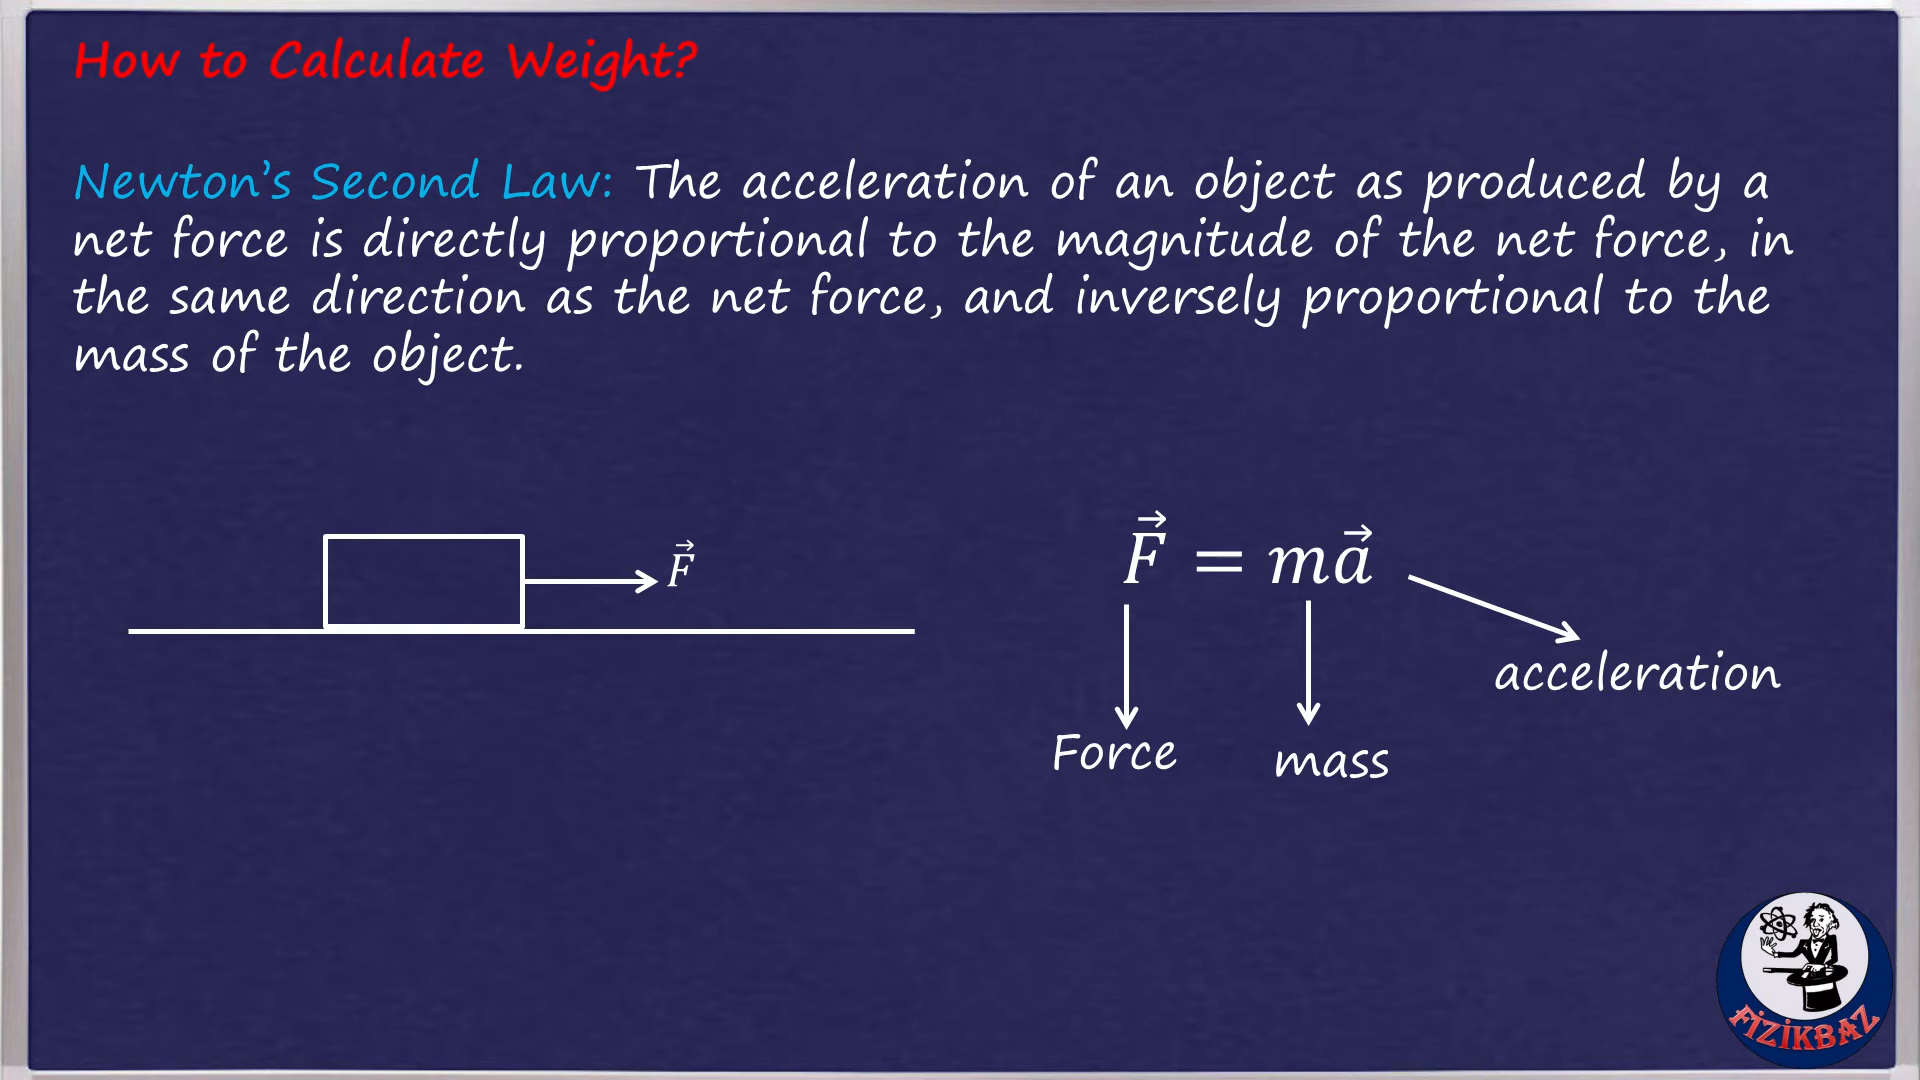 How to Calculate Weight?
Newton’s Second Law: The acceleration of an object as produced by a
net force is directly proportional to the magnitude of the net force, in
the same direction as the net force, and inversely proportional to the
mass of the object.
F⃗
F⃗ = ma⃗
acceleration
Force
mass
FİZİKBAZ